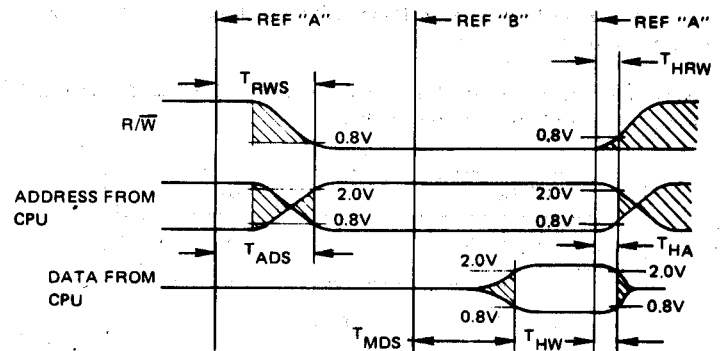 REF "A" REF "B" REF "A"
T_RWS T_HRW
R/W̅
0.8V 0.8V
ADDRESS FROM
CPU
2.0V 2.0V
0.8V 0.8V
T_ADS T_HA
DATA FROM
CPU
2.0V 2.0V
0.8V 0.8V
T_MDS T_HW